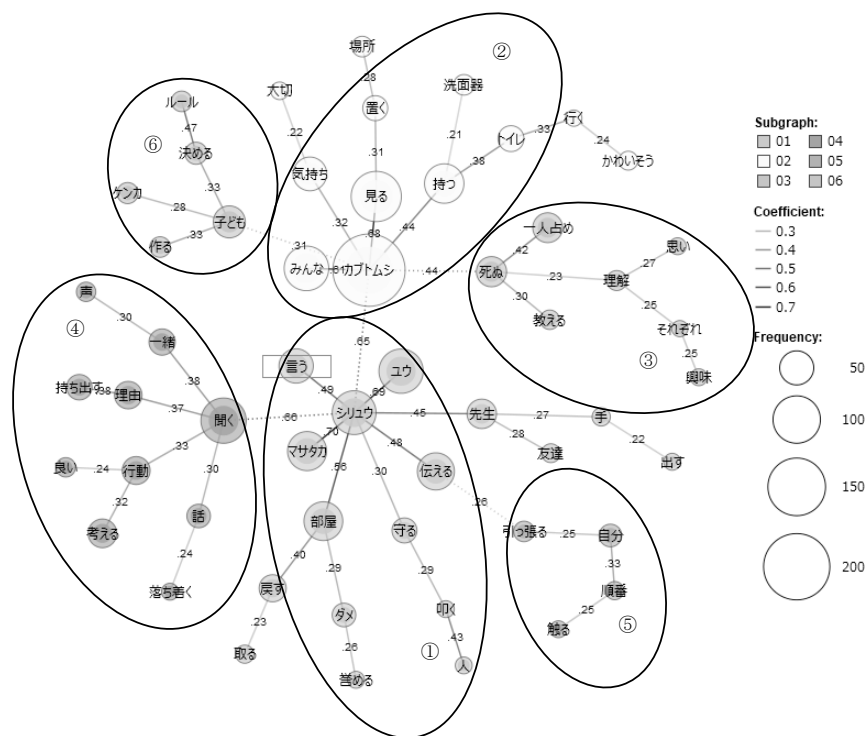 場所
②
大切
.28
洗面器
ルール
置く
行く
Subgraph:
01 04
02 05
03 06
.47
.22
.21
トイレ
.33
.24
⑥
決める
.31
.38
かわいそう
気持ち
持つ
ケンカ
.33
見る
Coefficient:
0.3
0.4
0.5
0.6
0.7
.28
子ども
.32
.68
.44
一人占め
.33
作る
.31
.42
思い
みんな
.61
カブトムシ
.44
死ぬ
.23
.27
理解
声
.30
.25
教える
それぞれ
Frequency:
50
100
150
200
④
.30
.25
一緒
.65
③
興味
言う
ユウ
持ち出す
.38
理由
.38
.49
.69
.37
聞く
.66
シリュウ
.45
先生
.27
手
.33
マサタカ
.70
.48
.28
.22
良い
.24
行動
.30
.56
.30
伝える
友達
出す
.32
話
部屋
.26
考える
守る
引っ張る
.25
自分
.24
.40
.29
.29
.33
落ち着く
戻す
順番
ダメ
叩く
.25
.23
.26
.43
触る
⑤
取る
①
人
誉める